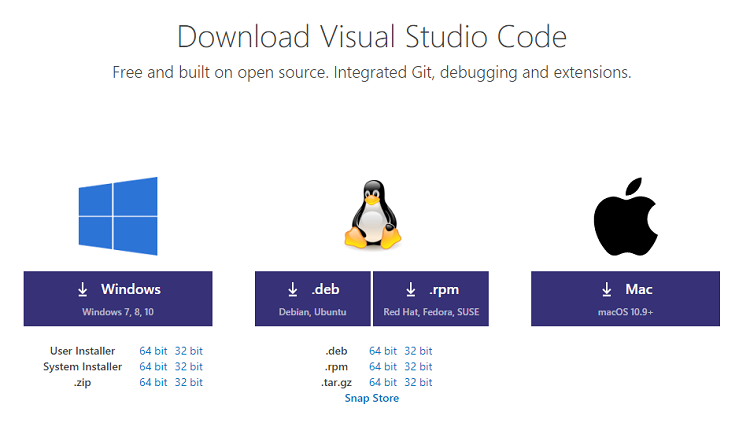 Download Visual Studio Code
Free and built on open source. Integrated Git, debugging and extensions.
Windows
Windows 7, 8, 10
.deb
Debian, Ubuntu
.rpm
Red Hat, Fedora, SUSE
Mac
macOS 10.9+
User Installer 64 bit 32 bit
System Installer 64 bit 32 bit
.zip 64 bit 32 bit
.deb 64 bit 32 bit
.rpm 64 bit 32 bit
.tar.gz 64 bit 32 bit
Snap Store